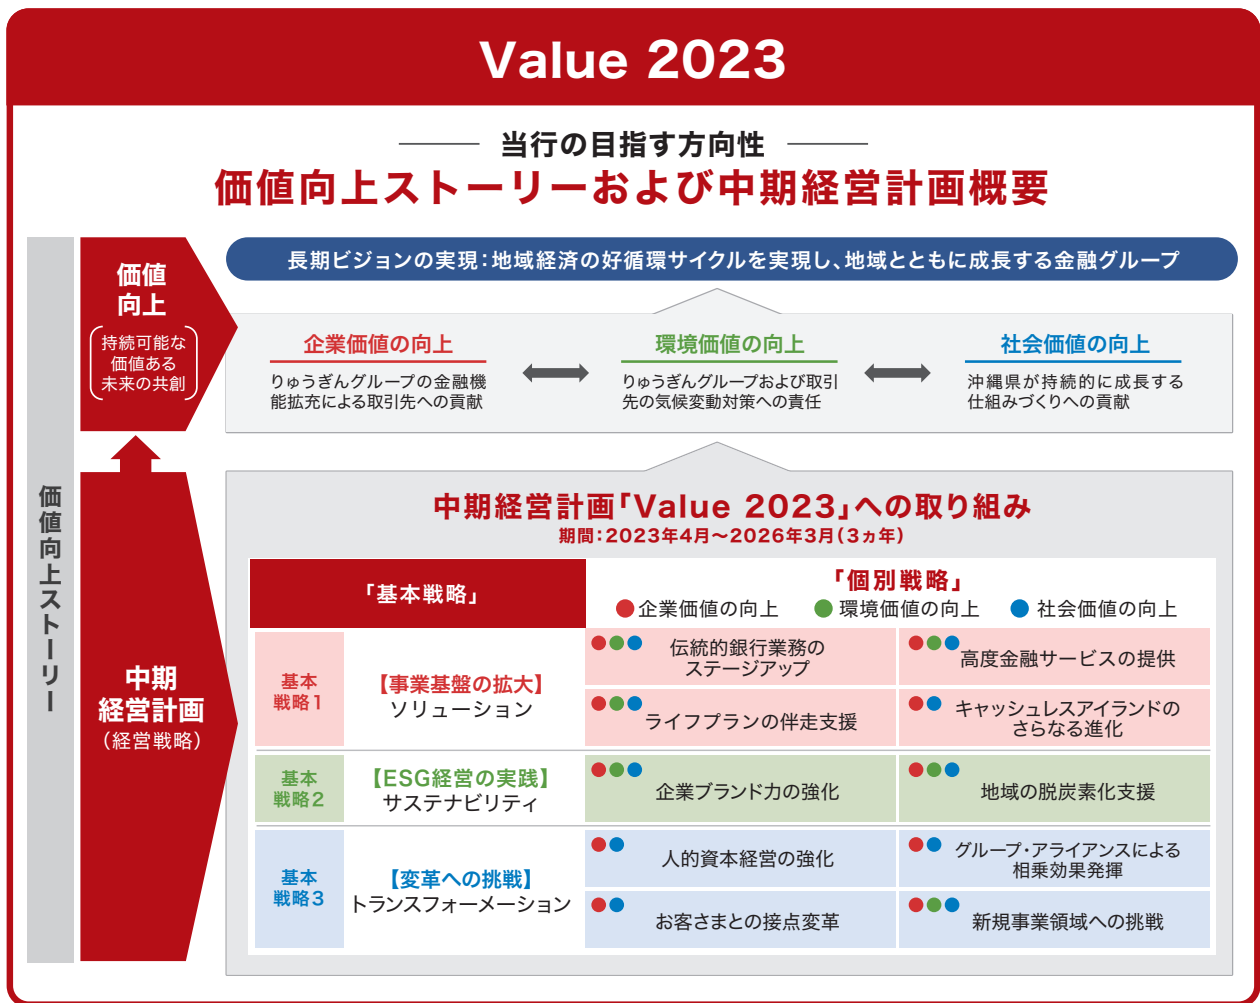 Value 2023
当行の目指す方向性
価値向上ストーリーおよび中期経営計画概要
価値向上ストーリー
価値
向上
持続可能な
価値ある
未来の共創
長期ビジョンの実現：地域経済の好循環サイクルを実現し、地域とともに成長する金融グループ
企業価値の向上
りゅうぎんグループの金融機
能拡充による取引先への貢献
環境価値の向上
りゅうぎんグループおよび取引
先の気候変動対策への責任
社会価値の向上
沖縄県が持続的に成長する
仕組みづくりへの貢献
中期
経営計画
（経営戦略）
中期経営計画「Value 2023」への取り組み
期間：2023年4月〜2026年3月（3ヵ年）
「基本戦略」
「個別戦略」
●企業価値の向上 ●環境価値の向上 ●社会価値の向上
基本
戦略1
【事業基盤の拡大】
ソリューション
伝統的銀行業務の
ステージアップ
高度金融サービスの提供
ライフプランの伴走支援
キャッシュレスアイランドの
さらなる進化
基本
戦略2
【ESG経営の実践】
サステナビリティ
企業ブランド力の強化
地域の脱炭素化支援
基本
戦略3
【変革への挑戦】
トランスフォーメーション
人的資本経営の強化
グループ・アライアンスによる
相乗効果発揮
お客さまとの接点変革
新規事業領域への挑戦